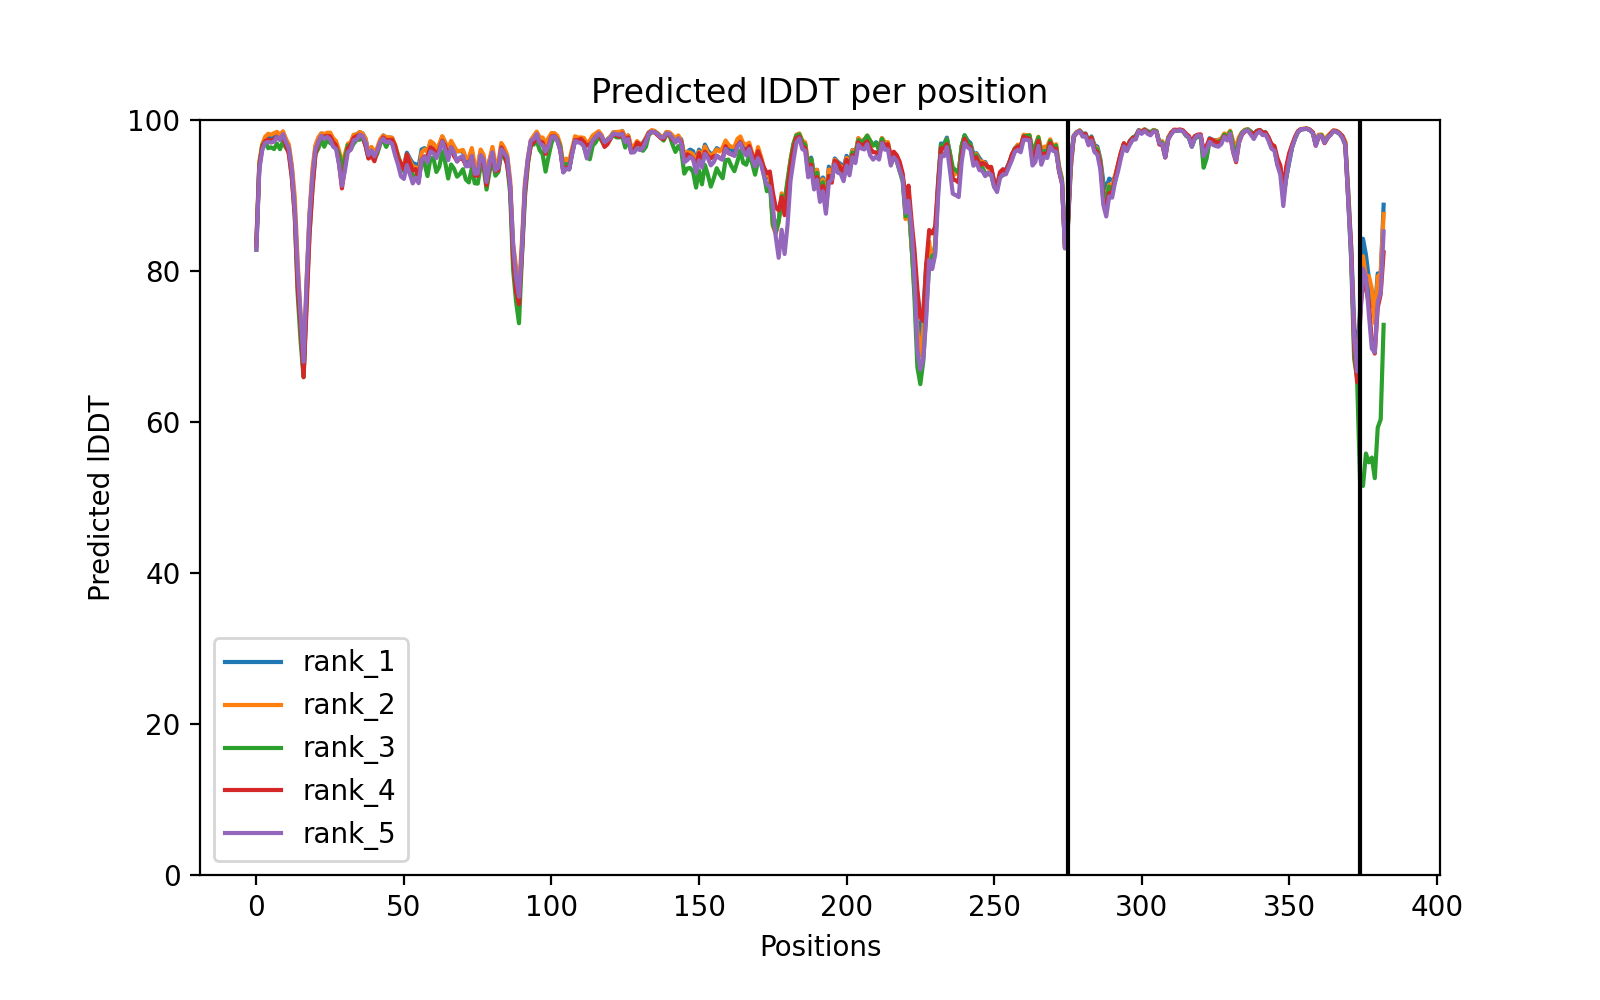 Predicted lDDT per position
100
80
60
40
20
0
Predicted lDDT
rank_1
rank_2
rank_3
rank_4
rank_5
0 50 100 150 200 250 300 350 400
Positions